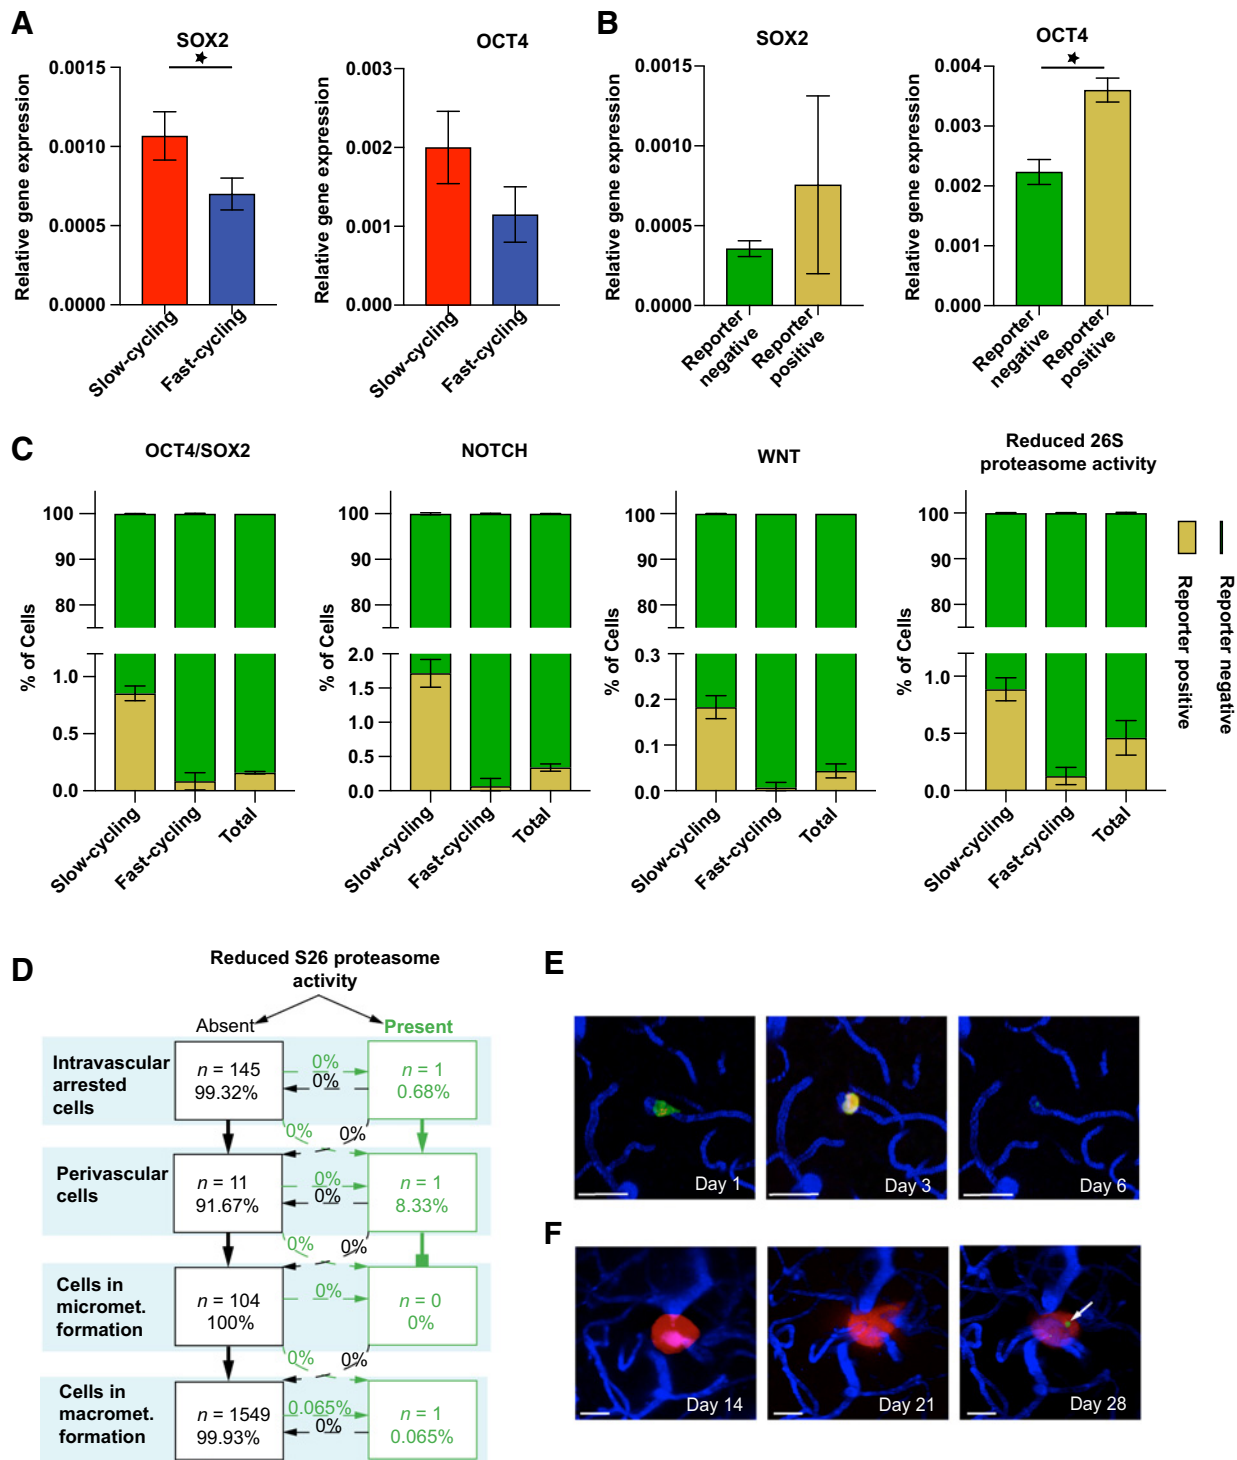 A
SOX2
Relative gene expression
0.0015
0.0010
0.0005
0.0000
Slow-cycling
Fast-cycling
OCT4
Relative gene expression
0.003
0.002
0.001
0.000
Slow-cycling
Fast-cycling
B
SOX2
Relative gene expression
0.0015
0.0010
0.0005
0.0000
Reporter
negative
Reporter
positive
OCT4
Relative gene expression
0.004
0.003
0.002
0.001
0.000
Reporter
negative
Reporter
positive
C
OCT4/SOX2
% of Cells
100
90
80
1.0
0.5
0.0
Slow-cycling
Fast-cycling
Total
NOTCH
% of Cells
100
90
80
2.0
1.5
1.0
0.5
0.0
Slow-cycling
Fast-cycling
Total
WNT
% of Cells
100
90
80
0.3
0.2
0.1
0.0
Slow-cycling
Fast-cycling
Total
Reduced 26S
proteasome activity
% of Cells
100
90
80
1.0
0.5
0.0
Slow-cycling
Fast-cycling
Total
Reporter positive
Reporter negative
D
Reduced S26 proteasome
activity
Absent
Present
Intravascular
arrested
cells
n = 145
99.32%
0%
0%
n = 1
0.68%
0%
0%
Perivascular
cells
n = 11
91.67%
0%
0%
n = 1
8.33%
0%
0%
Cells in
micromet.
formation
n = 104
100%
0%
n = 0
0%
0%
0%
Cells in
macromet.
formation
n = 1549
99.93%
0.065%
0%
n = 1
0.065%
E
Day 1
Day 3
Day 6
F
Day 14
Day 21
Day 28